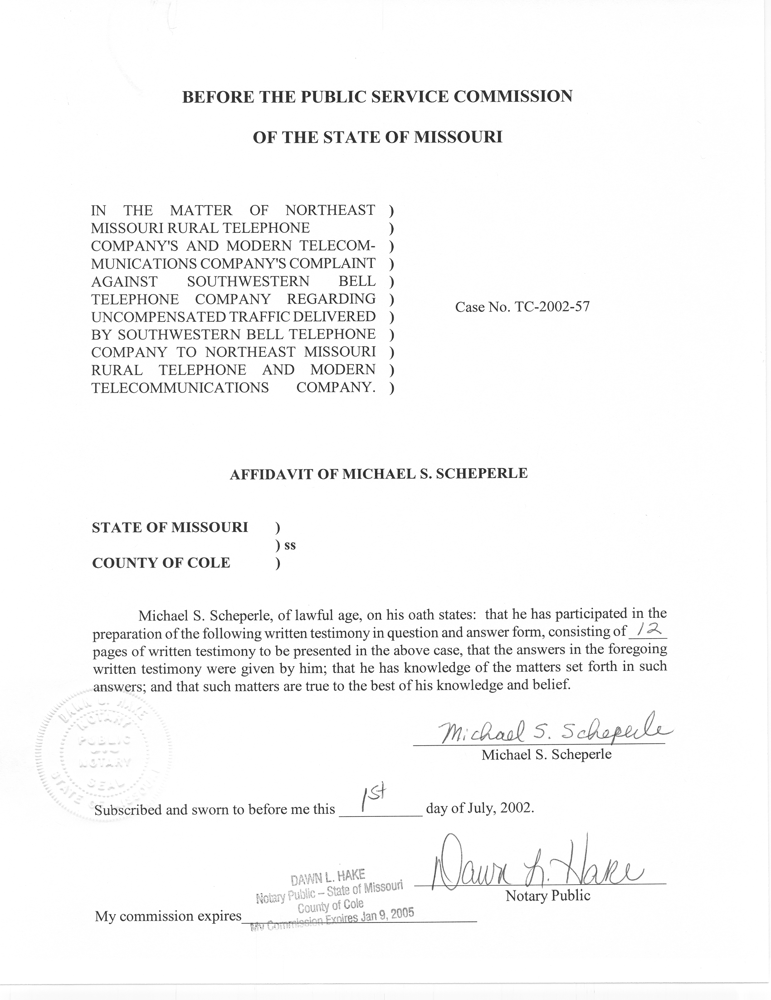 BEFORE THE PUBLIC SERVICE COMMISSION
OF THE STATE OF MISSOURI
IN THE MATTER OF NORTHEAST )
MISSOURI RURAL TELEPHONE )
COMPANY'S AND MODERN TELECOM- )
MUNICATIONS COMPANY'S COMPLAINT )
AGAINST SOUTHWESTERN BELL )
TELEPHONE COMPANY REGARDING )
UNCOMPENSATED TRAFFIC DELIVERED )
BY SOUTHWESTERN BELL TELEPHONE )
COMPANY TO NORTHEAST MISSOURI )
RURAL TELEPHONE AND MODERN )
TELECOMMUNICATIONS COMPANY. )
Case No. TC-2002-57
AFFIDAVIT OF MICHAEL S. SCHEPERLE
STATE OF MISSOURI )
) ss
COUNTY OF COLE )
Michael S. Scheperle, of lawful age, on his oath states: that he has participated in the
preparation of the following written testimony in question and answer form, consisting of 12
pages of written testimony to be presented in the above case, that the answers in the foregoing
written testimony were given by him; that he has knowledge of the matters set forth in such
answers; and that such matters are true to the best of his knowledge and belief.
DAWN L. HAKE
NOTARY
PUBLIC
NOTARY
SEAL
STATE OF MISSOURI
Michael S. Scheperle
Michael S. Scheperle
Subscribed and sworn to before me this 1st day of July, 2002.
Dawn L. Hake
Notary Public
DAWN L. HAKE
Notary Public – State of Missouri
County of Cole
My Commission Expires Jan 9, 2005
My commission expires